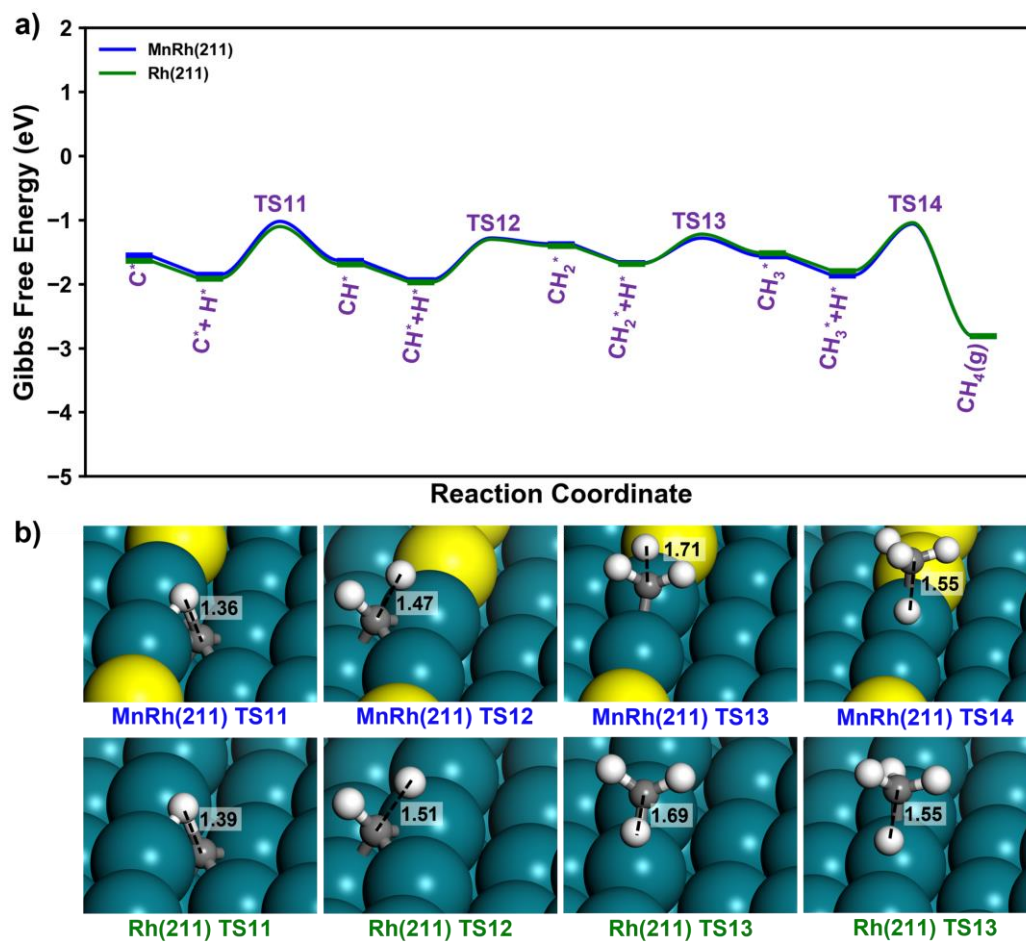 a)
MnRh(211)
Rh(211)
Gibbs Free Energy (eV)
2
1
0
−1
−2
−3
−4
−5
TS11
TS12
TS13
TS14
C*
C*+ H*
CH*
CH*+H*
CH₂*
CH₂*+H*
CH₃*
CH₃*+H*
CH₄(g)
Reaction Coordinate
b)
1.36
1.47
1.71
1.55
MnRh(211) TS11
MnRh(211) TS12
MnRh(211) TS13
MnRh(211) TS14
1.39
1.51
1.69
1.55
Rh(211) TS11
Rh(211) TS12
Rh(211) TS13
Rh(211) TS13